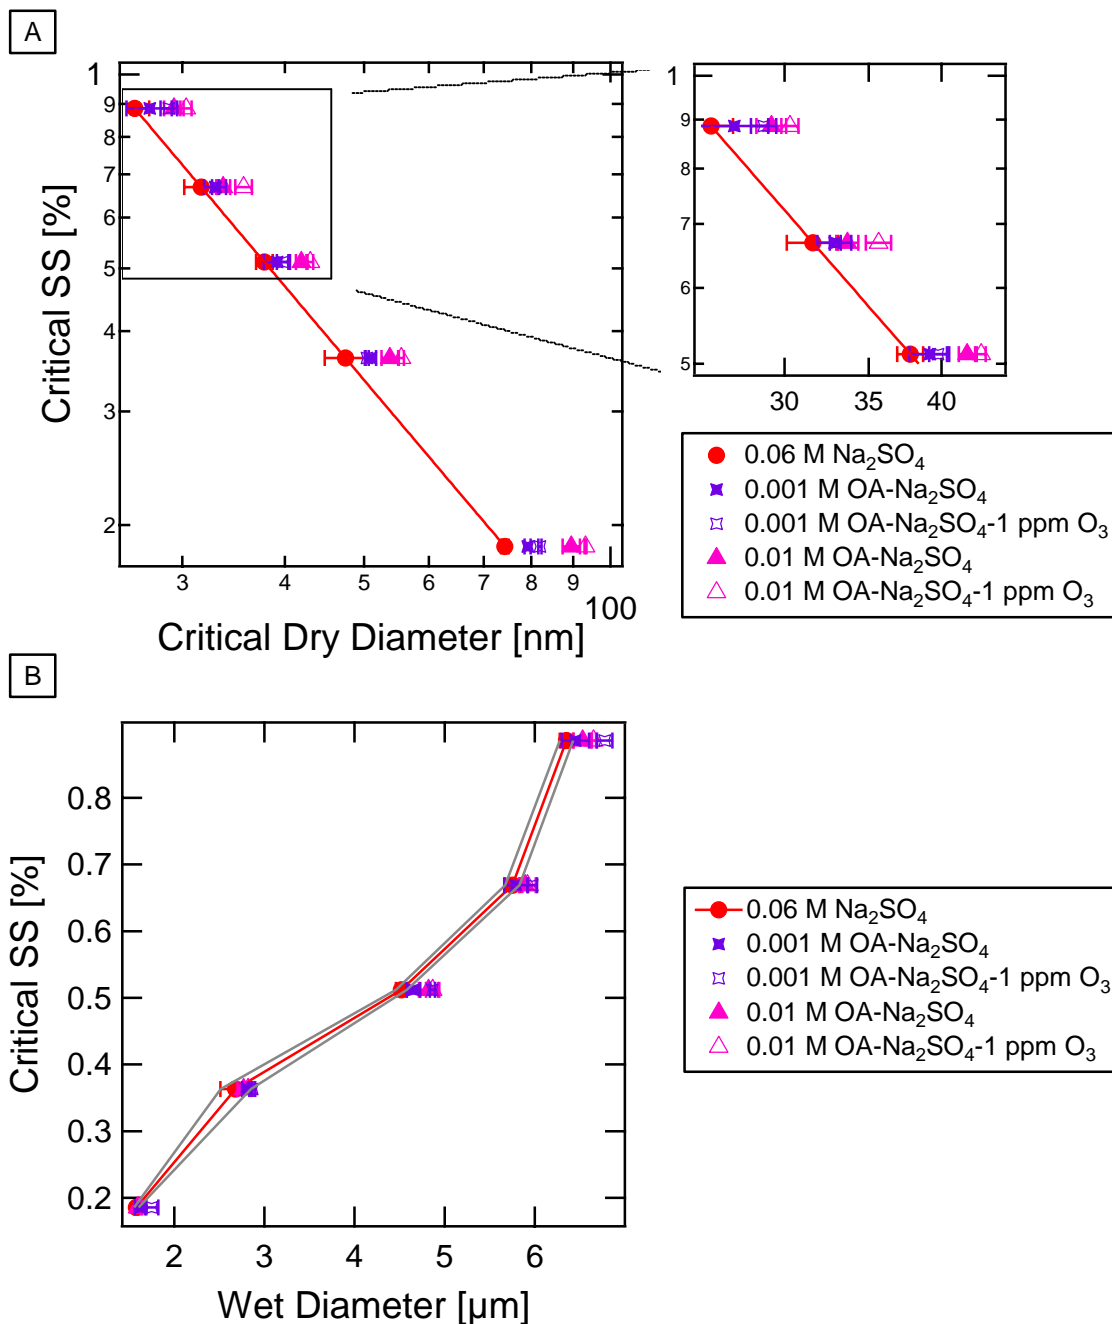 A
1
9
8
7
6
5
4
3
2
Critical SS [%]
3
4
5
6
7
8
9
100
Critical Dry Diameter [nm]
1
9
8
7
6
5
30
35
40
0.06 M Na₂SO₄
0.001 M OA-Na₂SO₄
0.001 M OA-Na₂SO₄-1 ppm O₃
0.01 M OA-Na₂SO₄
0.01 M OA-Na₂SO₄-1 ppm O₃
B
0.8
0.7
0.6
0.5
0.4
0.3
0.2
Critical SS [%]
2
3
4
5
6
Wet Diameter [µm]
0.06 M Na₂SO₄
0.001 M OA-Na₂SO₄
0.001 M OA-Na₂SO₄-1 ppm O₃
0.01 M OA-Na₂SO₄
0.01 M OA-Na₂SO₄-1 ppm O₃